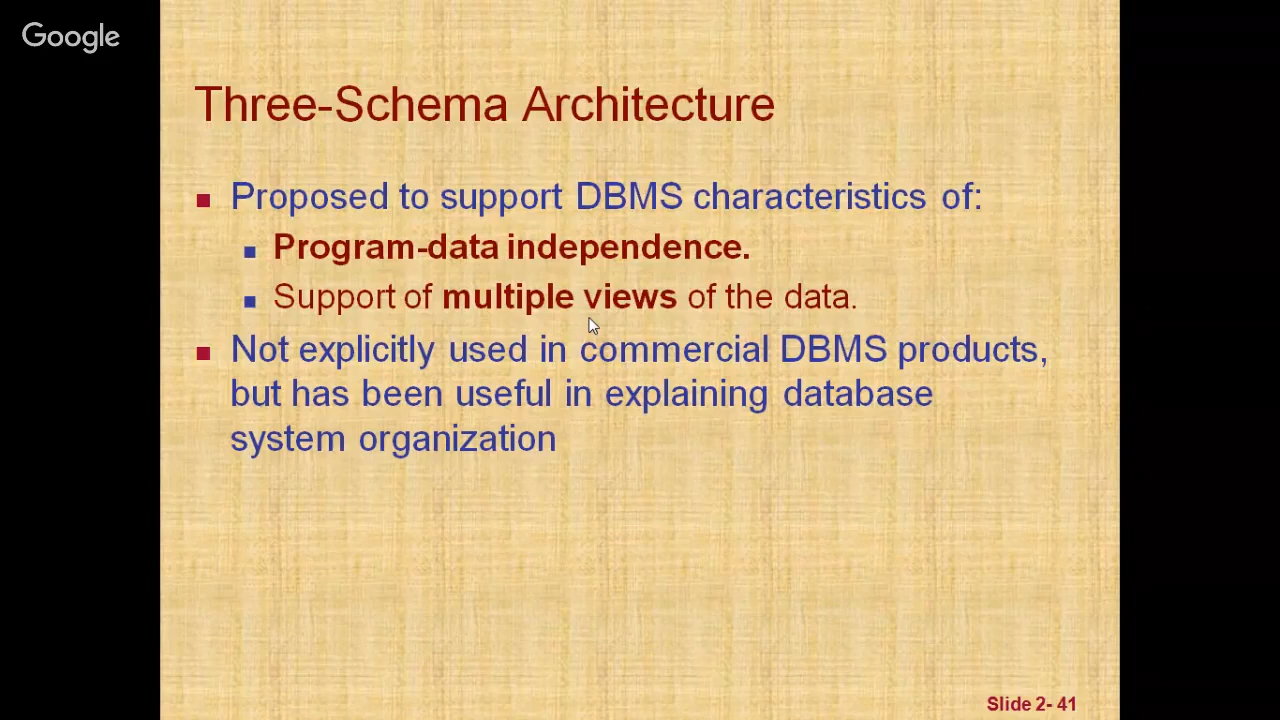 Google
Three-Schema Architecture
Proposed to support DBMS characteristics of:
Program-data independence.
Support of multiple views of the data.
Not explicitly used in commercial DBMS products,
but has been useful in explaining database
system organization
Slide 2- 41